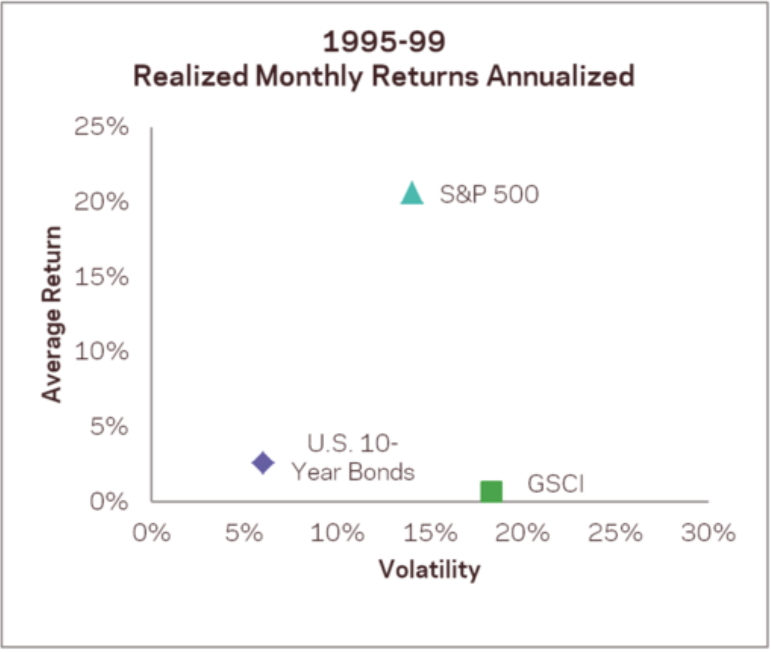 1995-99
Realized Monthly Returns Annualized
25%
20%
15%
10%
5%
0%
Average Return
S&P 500
U.S. 10-
Year Bonds
GSCI
0% 5% 10% 15% 20% 25% 30%
Volatility